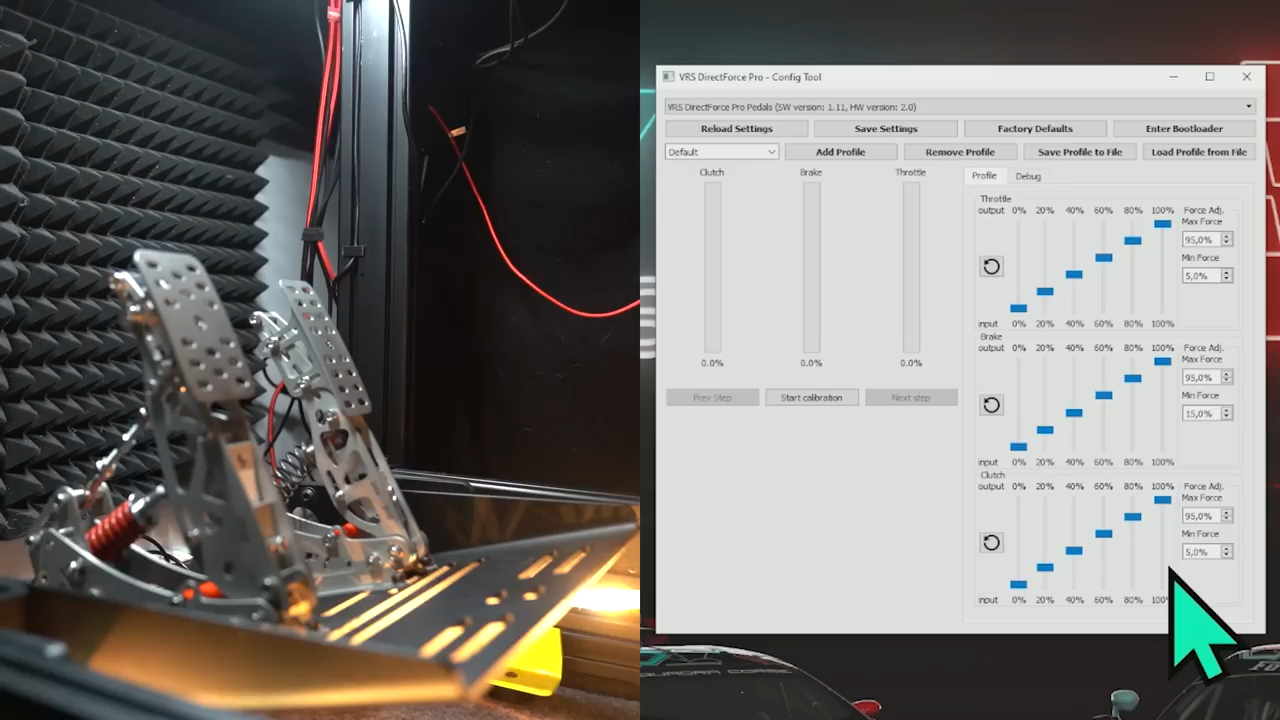 VRS DirectForce Pro - Config Tool
VRS DirectForce Pro Pedals (SW version: 1.11, HW version: 2.0)
Reload Settings Save Settings Factory Defaults Enter Bootloader
Default Add Profile Remove Profile Save Profile to File Load Profile from File
Clutch Brake Throttle
0.0% 0.0% 0.0%
Prev Step Start calibration Next step
Profile Debug
Throttle
output 0% 20% 40% 60% 80% 100% Force Adj.
Max Force
95,0%
Min Force
5,0%
input 0% 20% 40% 60% 80% 100%
Brake
output 0% 20% 40% 60% 80% 100% Force Adj.
Max Force
95,0%
Min Force
15,0%
input 0% 20% 40% 60% 80% 100%
Clutch
output 0% 20% 40% 60% 80% 100% Force Adj.
Max Force
95,0%
Min Force
5,0%
input 0% 20% 40% 60% 80% 100